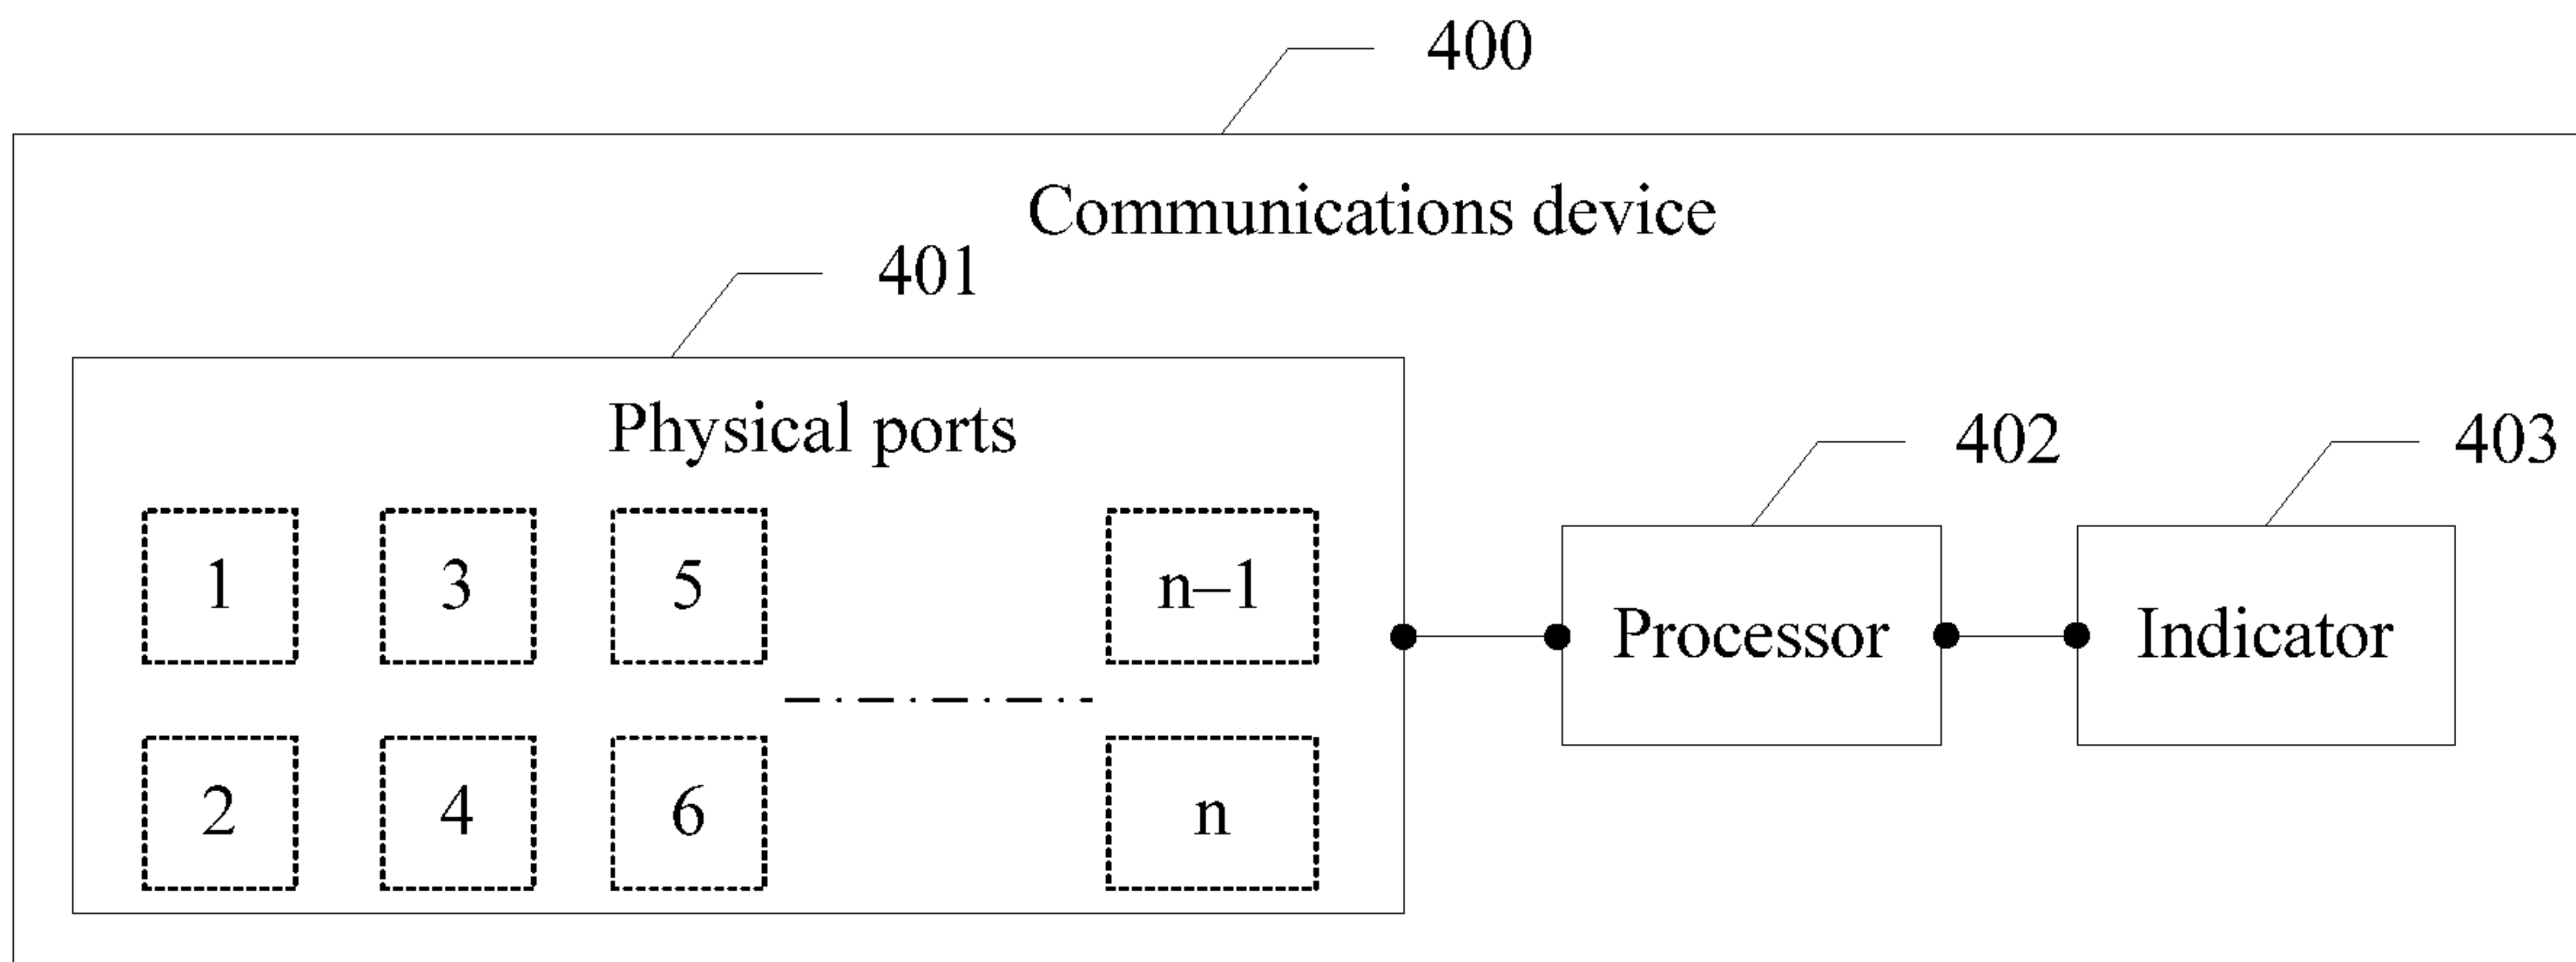 400
Communications device
401
Physical ports
402
403
1 3 5 n–1
Processor
Indicator
2 4 6 n